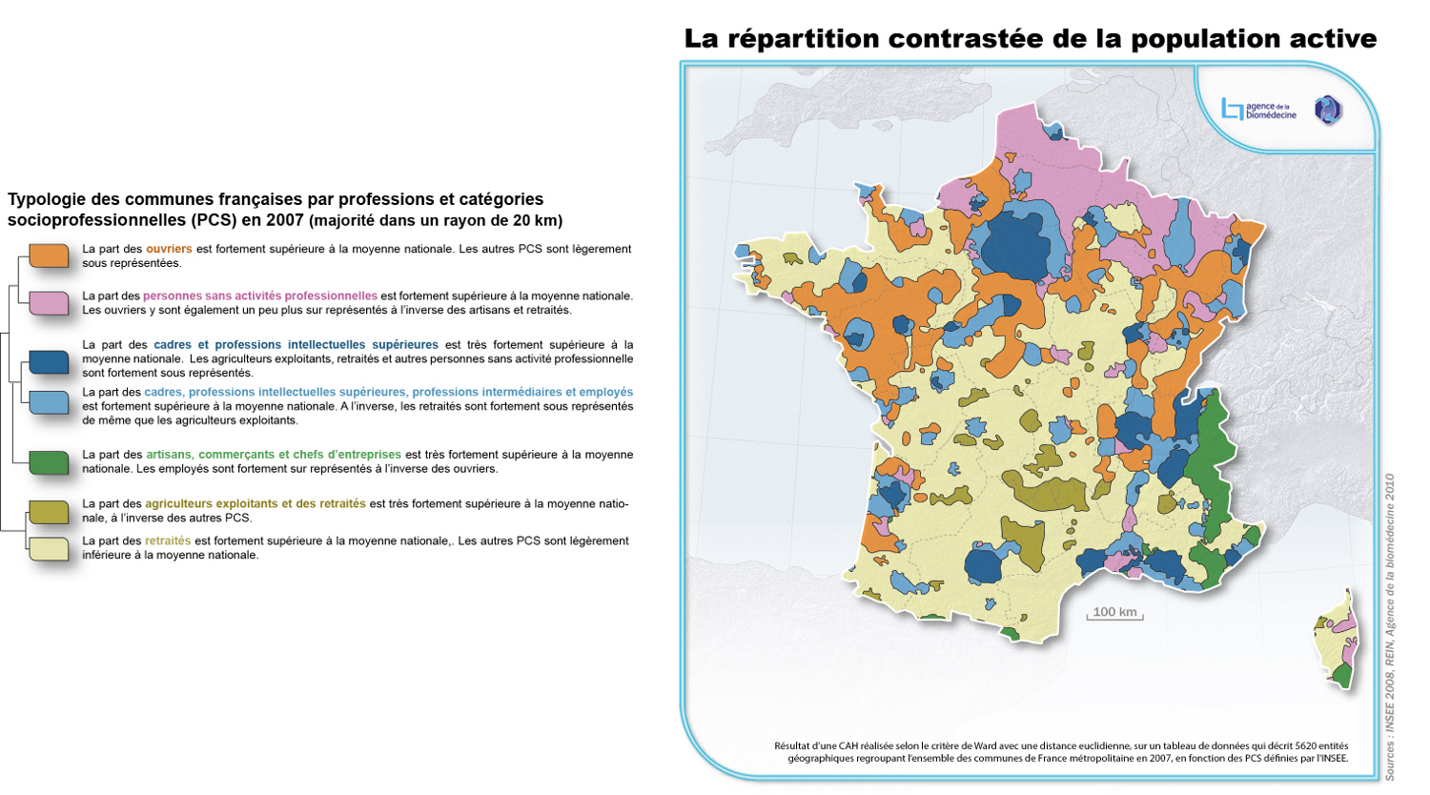 La répartition contrastée de la population active
agence de la
biomédecine
Typologie des communes françaises par professions et catégories
socioprofessionnelles (PCS) en 2007 (majorité dans un rayon de 20 km)
La part des ouvriers est fortement supérieure à la moyenne nationale. Les autres PCS sont légerement
sous représentées.
La part des personnes sans activités professionnelles est fortement supérieure à la moyenne nationale.
Les ouvriers y sont également un peu plus sur représentés à l'inverse des artisans et retraités.
La part des cadres et professions intellectuelles supérieures est très fortement supérieure à la
moyenne nationale. Les agriculteurs exploitants, retraités et autres personnes sans activité professionnelle
sont fortement sous représentés.
La part des cadres, professions intellectuelles supérieures, professions intermédiaires et employés
est fortement supérieure à la moyenne nationale. A l'inverse, les retraités sont fortement sous représentés
de même que les agriculteurs exploitants.
La part des artisans, commerçants et chefs d'entreprises est très fortement supérieure à la moyenne
nationale. Les employés sont fortement sur représentés à l'inverse des ouvriers.
La part des agriculteurs exploitants et des retraités est très fortement supérieure à la moyenne natio-
nale, à l'inverse des autres PCS.
La part des retraités est fortement supérieure à la moyenne nationale,. Les autres PCS sont légèrement
inférieure à la moyenne nationale.
100 km
Résultat d'une CAH réalisée selon le critère de Ward avec une distance euclidienne, sur un tableau de données qui décrit 5620 entités
géographiques regroupant l'ensemble des communes de France métropolitaine en 2007, en fonction des PCS définies par l'INSEE.
Sources : INSEE 2008, REIN, Agence de la biomédecine 2010